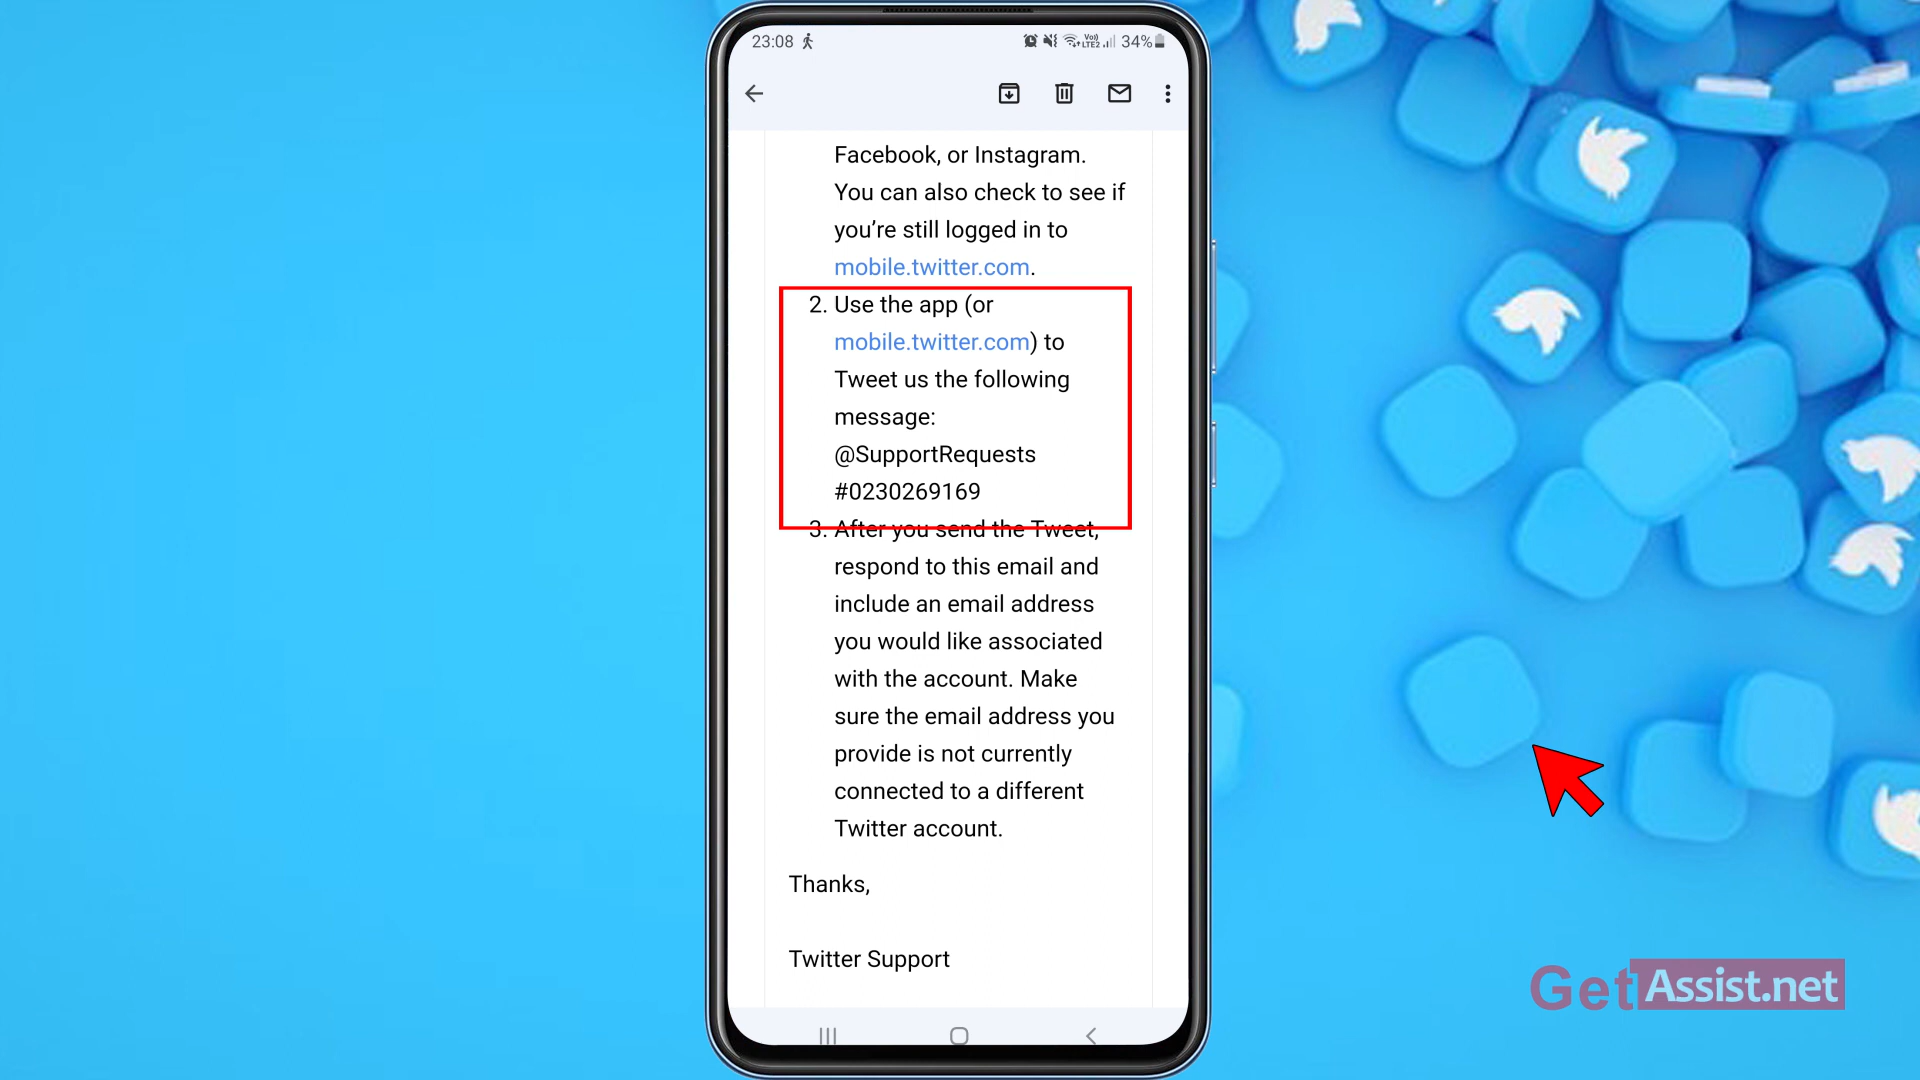 23:08
Vo)) LTE2 34%
Facebook, or Instagram.
You can also check to see if
you’re still logged in to
mobile.twitter.com.
2. Use the app (or
mobile.twitter.com) to
Tweet us the following
message:
@SupportRequests
#0230269169
3. After you send the Tweet,
respond to this email and
include an email address
you would like associated
with the account. Make
sure the email address you
provide is not currently
connected to a different
Twitter account.
Thanks,
Twitter Support
GetAssist.net